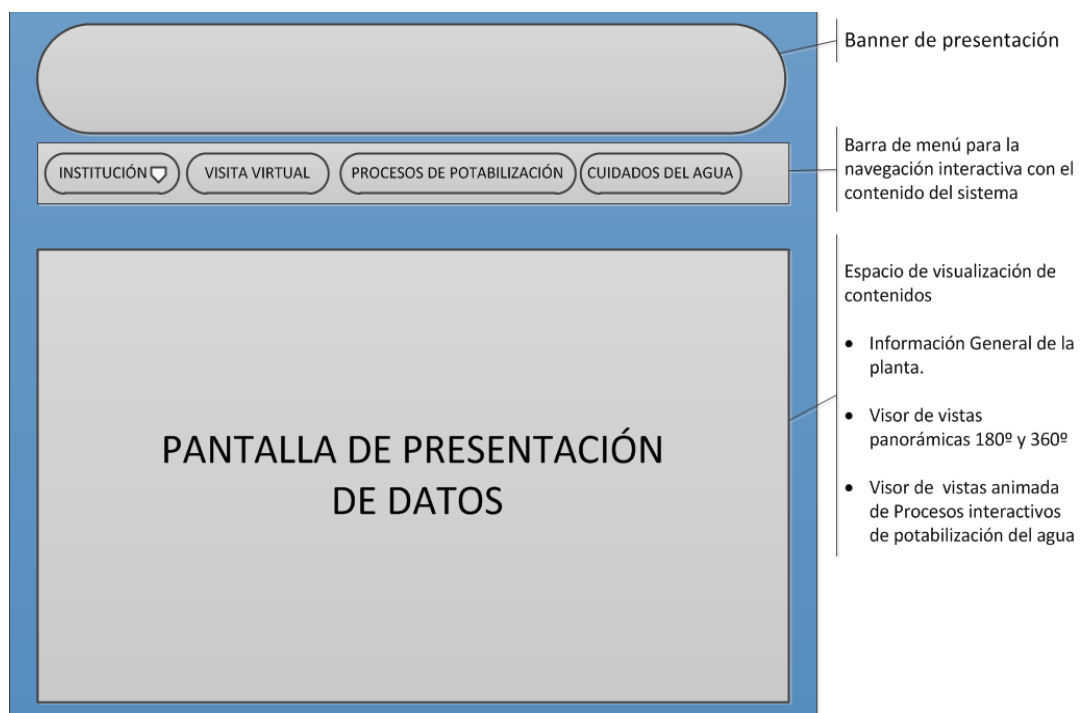 Banner de presentación
INSTITUCIÓN
VISITA VIRTUAL
PROCESOS DE POTABILIZACIÓN
CUIDADOS DEL AGUA
Barra de menú para la
navegación interactiva con el
contenido del sistema
PANTALLA DE PRESENTACIÓN
DE DATOS
Espacio de visualización de
contenidos
• Información General de la
planta.
• Visor de vistas
panorámicas 180º y 360º
• Visor de vistas animada
de Procesos interactivos
de potabilización del agua